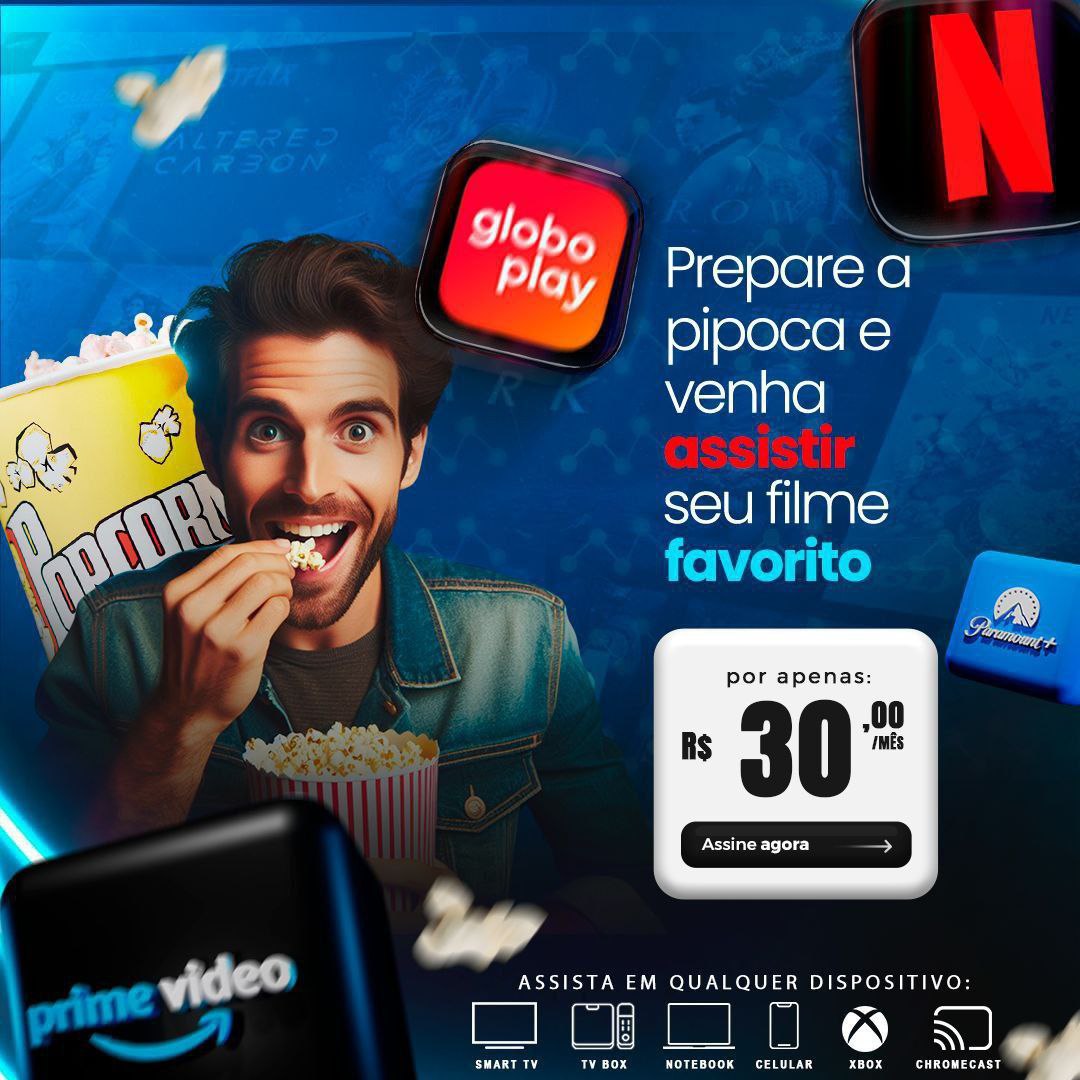 N
NETFLIX
ALTERED
CARBON
globo
play
Prepare a
pipoca e
venha
assistir
seu filme
favorito
POPCORN
Paramount+
por apenas:
R$ 30,00
/MÊS
Assine agora
prime video
ASSISTA EM QUALQUER DISPOSITIVO:
SMART TV
TV BOX
NOTEBOOK
CELULAR
XBOX
CHROMECAST